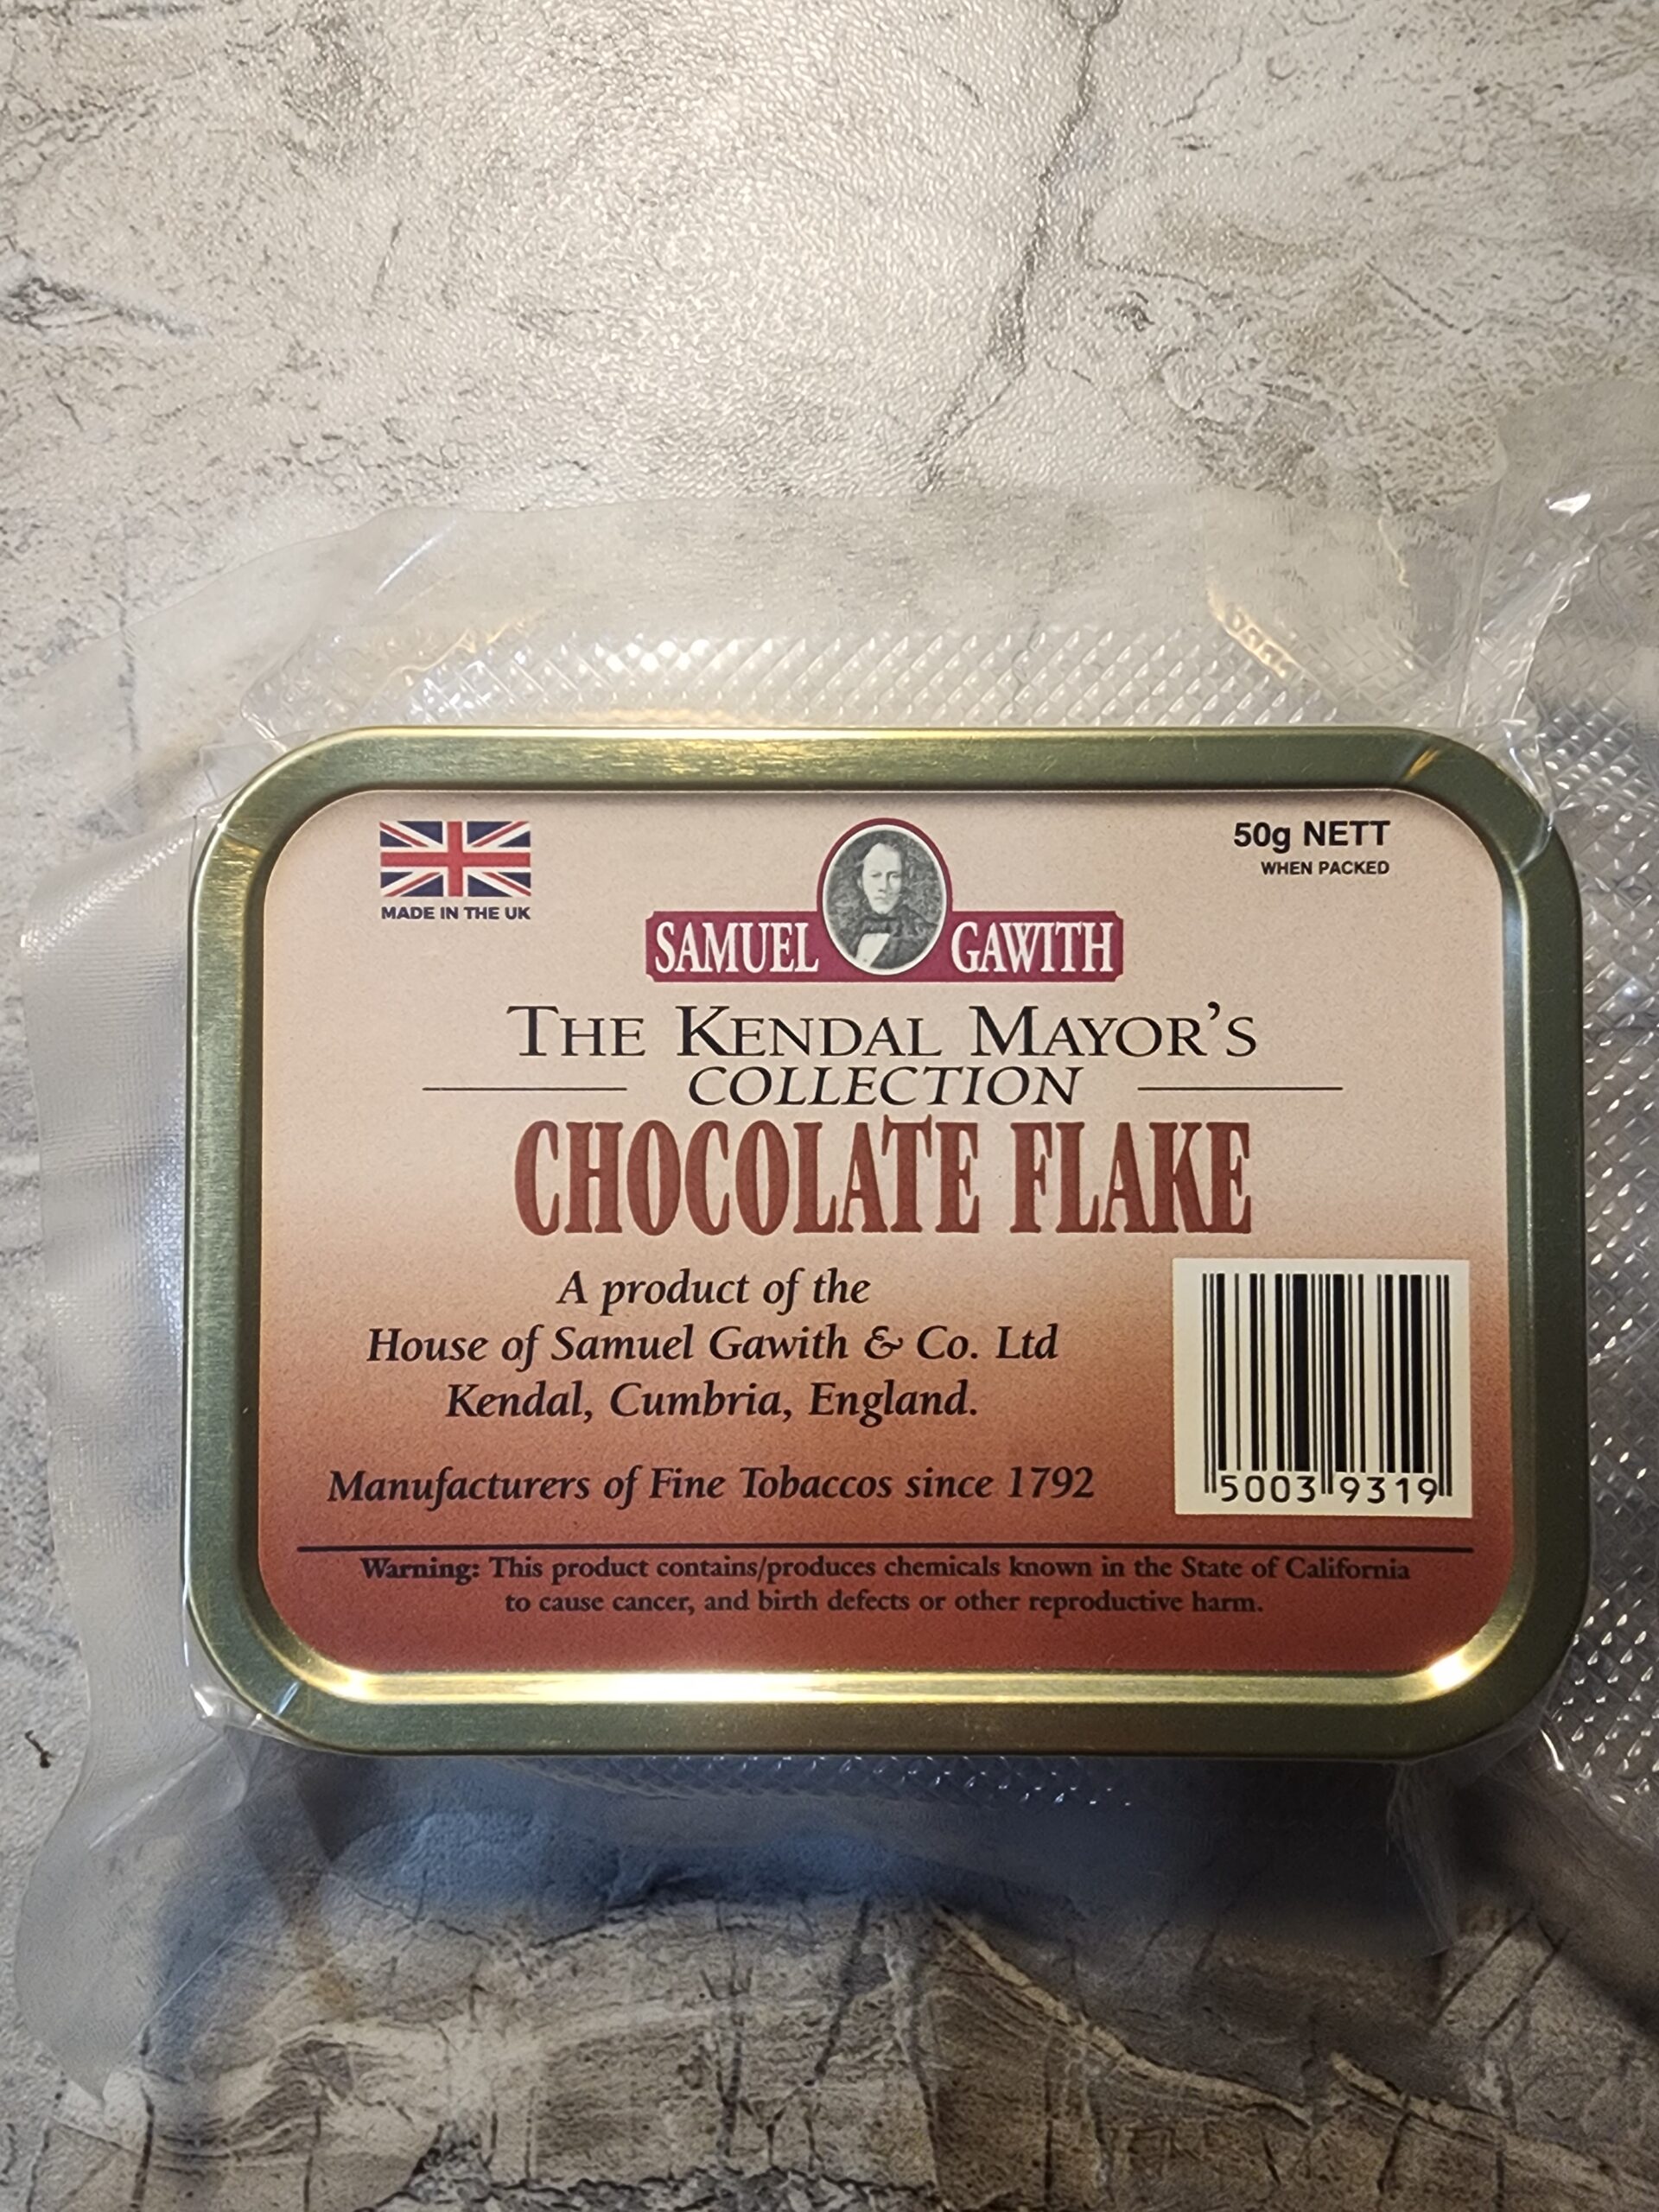 MADE IN THE UK
50g NETT
WHEN PACKED
SAMUEL GAWITH
THE KENDAL MAYOR'S
COLLECTION
CHOCOLATE FLAKE
A product of the
House of Samuel Gawith & Co. Ltd
Kendal, Cumbria, England.
Manufacturers of Fine Tobaccos since 1792
5003 9319
Warning: This product contains/produces chemicals known in the State of California
to cause cancer, and birth defects or other reproductive harm.